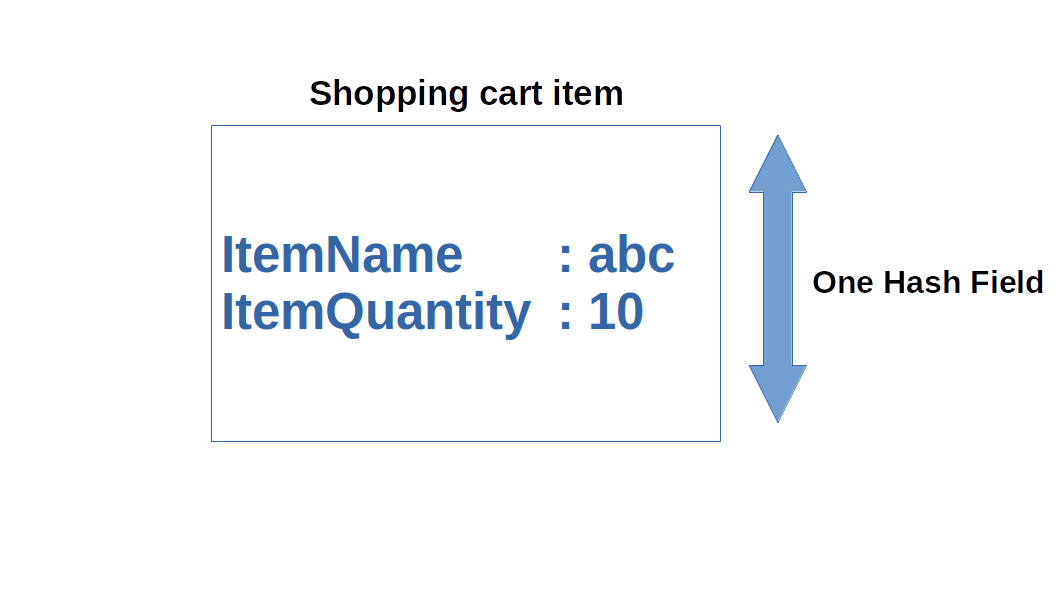 Shopping cart item
ItemName : abc
ItemQuantity : 10
One Hash Field